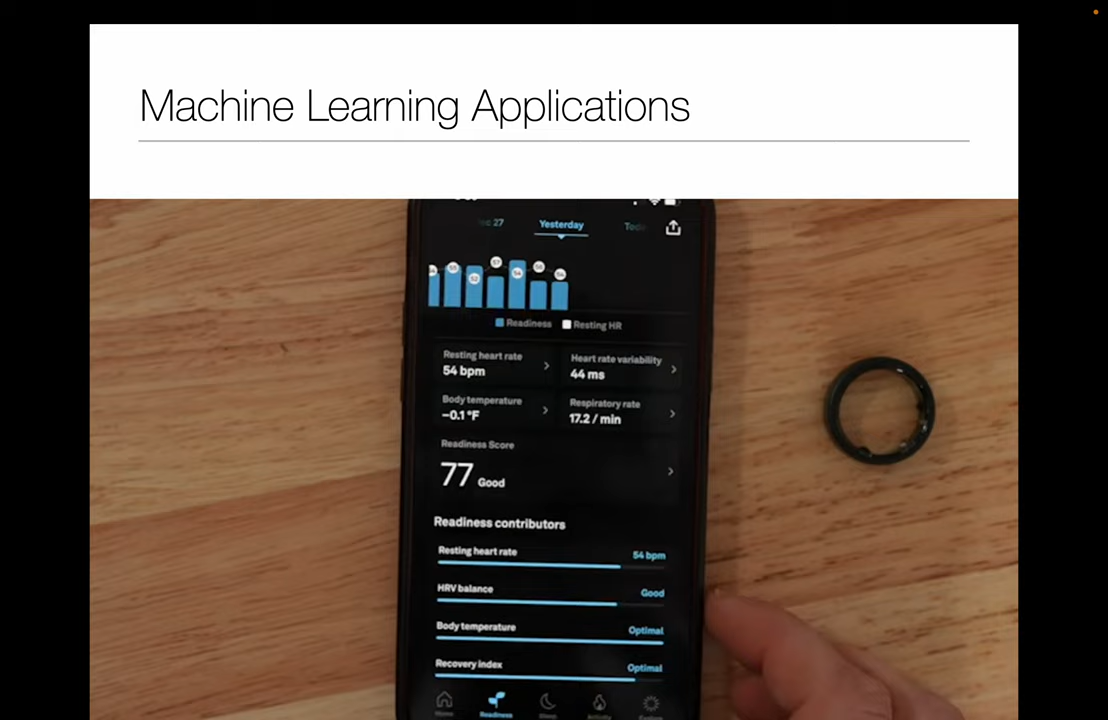 Machine Learning Applications
27 Yesterday
Readiness Resting HR
Resting heart rate
54 bpm
Heart rate variability
44 ms
Body temperature
−0.1 °F
Respiratory rate
17.2 / min
Readiness Score
77 Good
Readiness contributors
Resting heart rate 54 bpm
HRV balance Good
Body temperature Optimal
Recovery index Optimal
Readiness